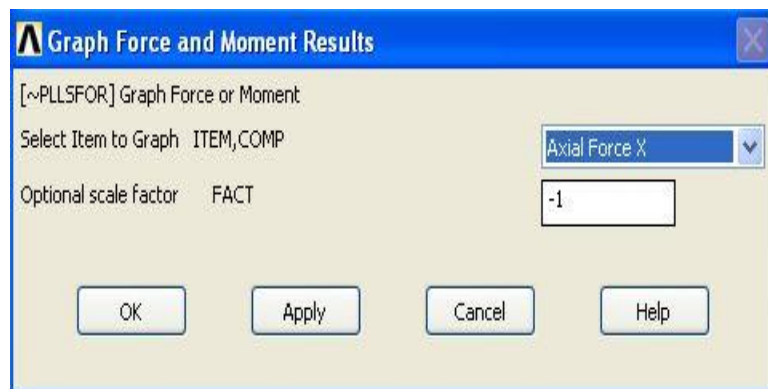 Graph Force and Moment Results
[~PLLSFOR] Graph Force or Moment
Select Item to Graph ITEM,COMP Axial Force X
Optional scale factor FACT -1
OK Apply Cancel Help